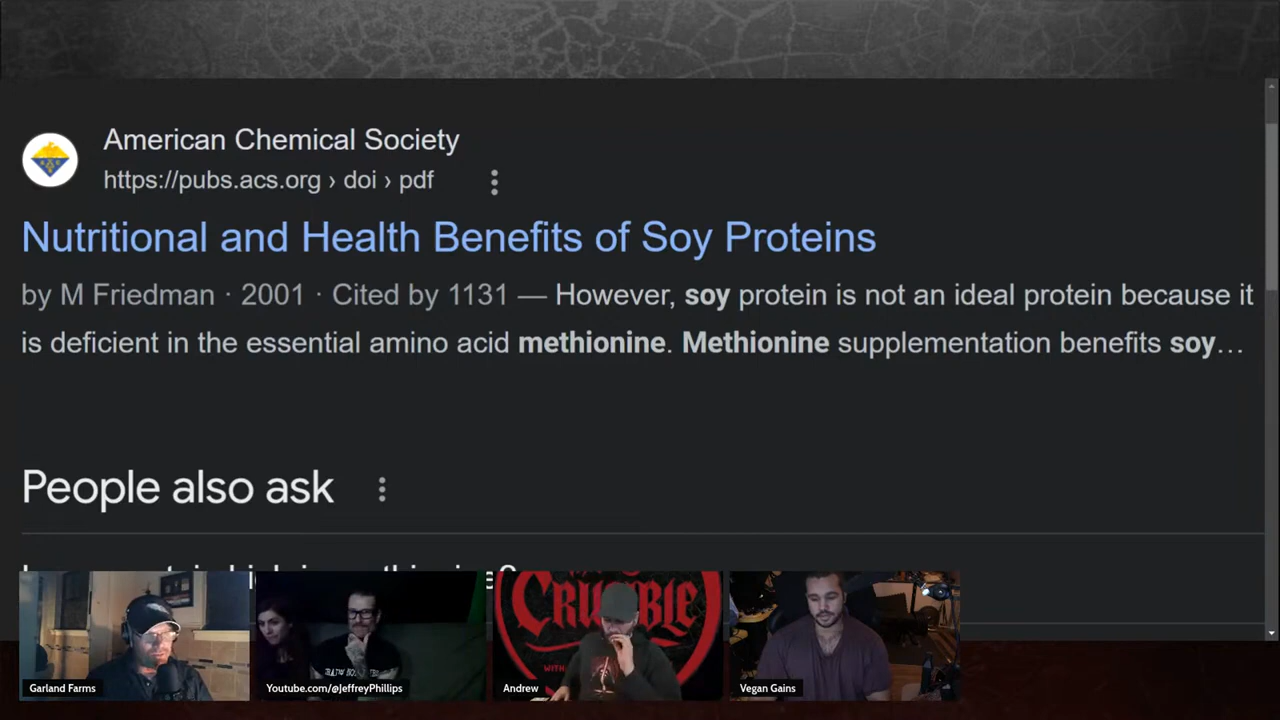 American Chemical Society
https://pubs.acs.org › doi › pdf
Nutritional and Health Benefits of Soy Proteins
by M Friedman · 2001 · Cited by 1131 — However, soy protein is not an ideal protein because it
is deficient in the essential amino acid methionine. Methionine supplementation benefits soy...
People also ask
CRUCIBLE
WITH
Garland Farms
Youtube.com/@JeffreyPhillips
Andrew
Vegan Gains